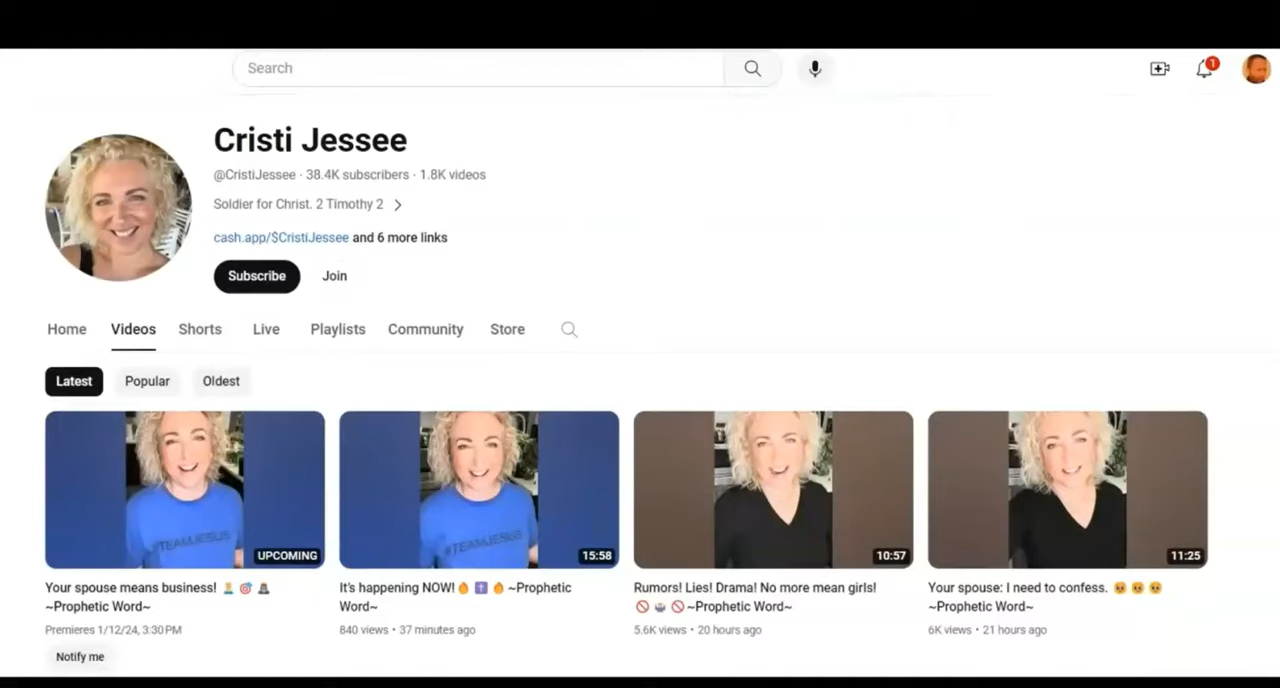 Search
1
Cristi Jessee
@CristiJessee · 38.4K subscribers · 1.8K videos
Soldier for Christ. 2 Timothy 2
cash.app/$CristiJessee and 6 more links
Subscribe Join
Home Videos Shorts Live Playlists Community Store
Latest Popular Oldest
#TEAMJESUS UPCOMING #TEAMJESUS 15:58 10:57 11:25
Your spouse means business! It's happening NOW! ~Prophetic Rumors! Lies! Drama! No more mean girls! Your spouse: I need to confess.
~Prophetic Word~ Word~ ~Prophetic Word~ ~Prophetic Word~
Premieres 1/12/24, 3:30 PM 840 views • 37 minutes ago 5.6K views • 20 hours ago 6K views • 21 hours ago
Notify me